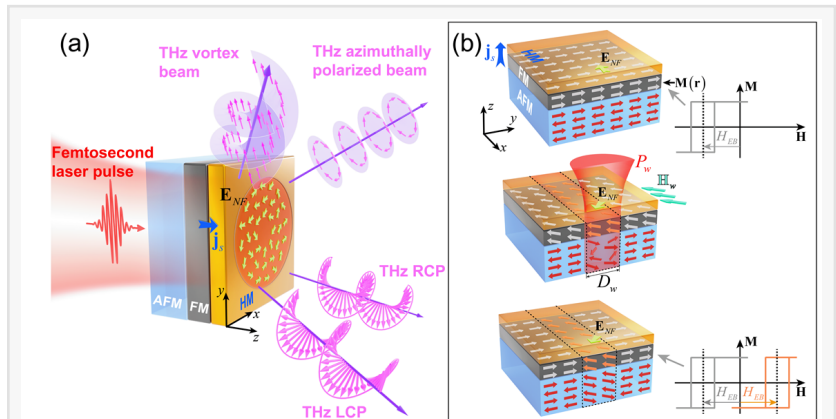 (a)
THz vortex
beam
THz azimuthally
polarized beam
Femtosecond
laser pulse
E_NF
j_s
AFM
FM
HM
y
x
z
THz RCP
THz LCP
(b)
j_s
HM
E_NF
FM
AFM
M(r)
z
y
x
M
H_EB
H
P_w
ℍ_w
E_NF
D_w
E_NF
M
H_EB
H_EB
H